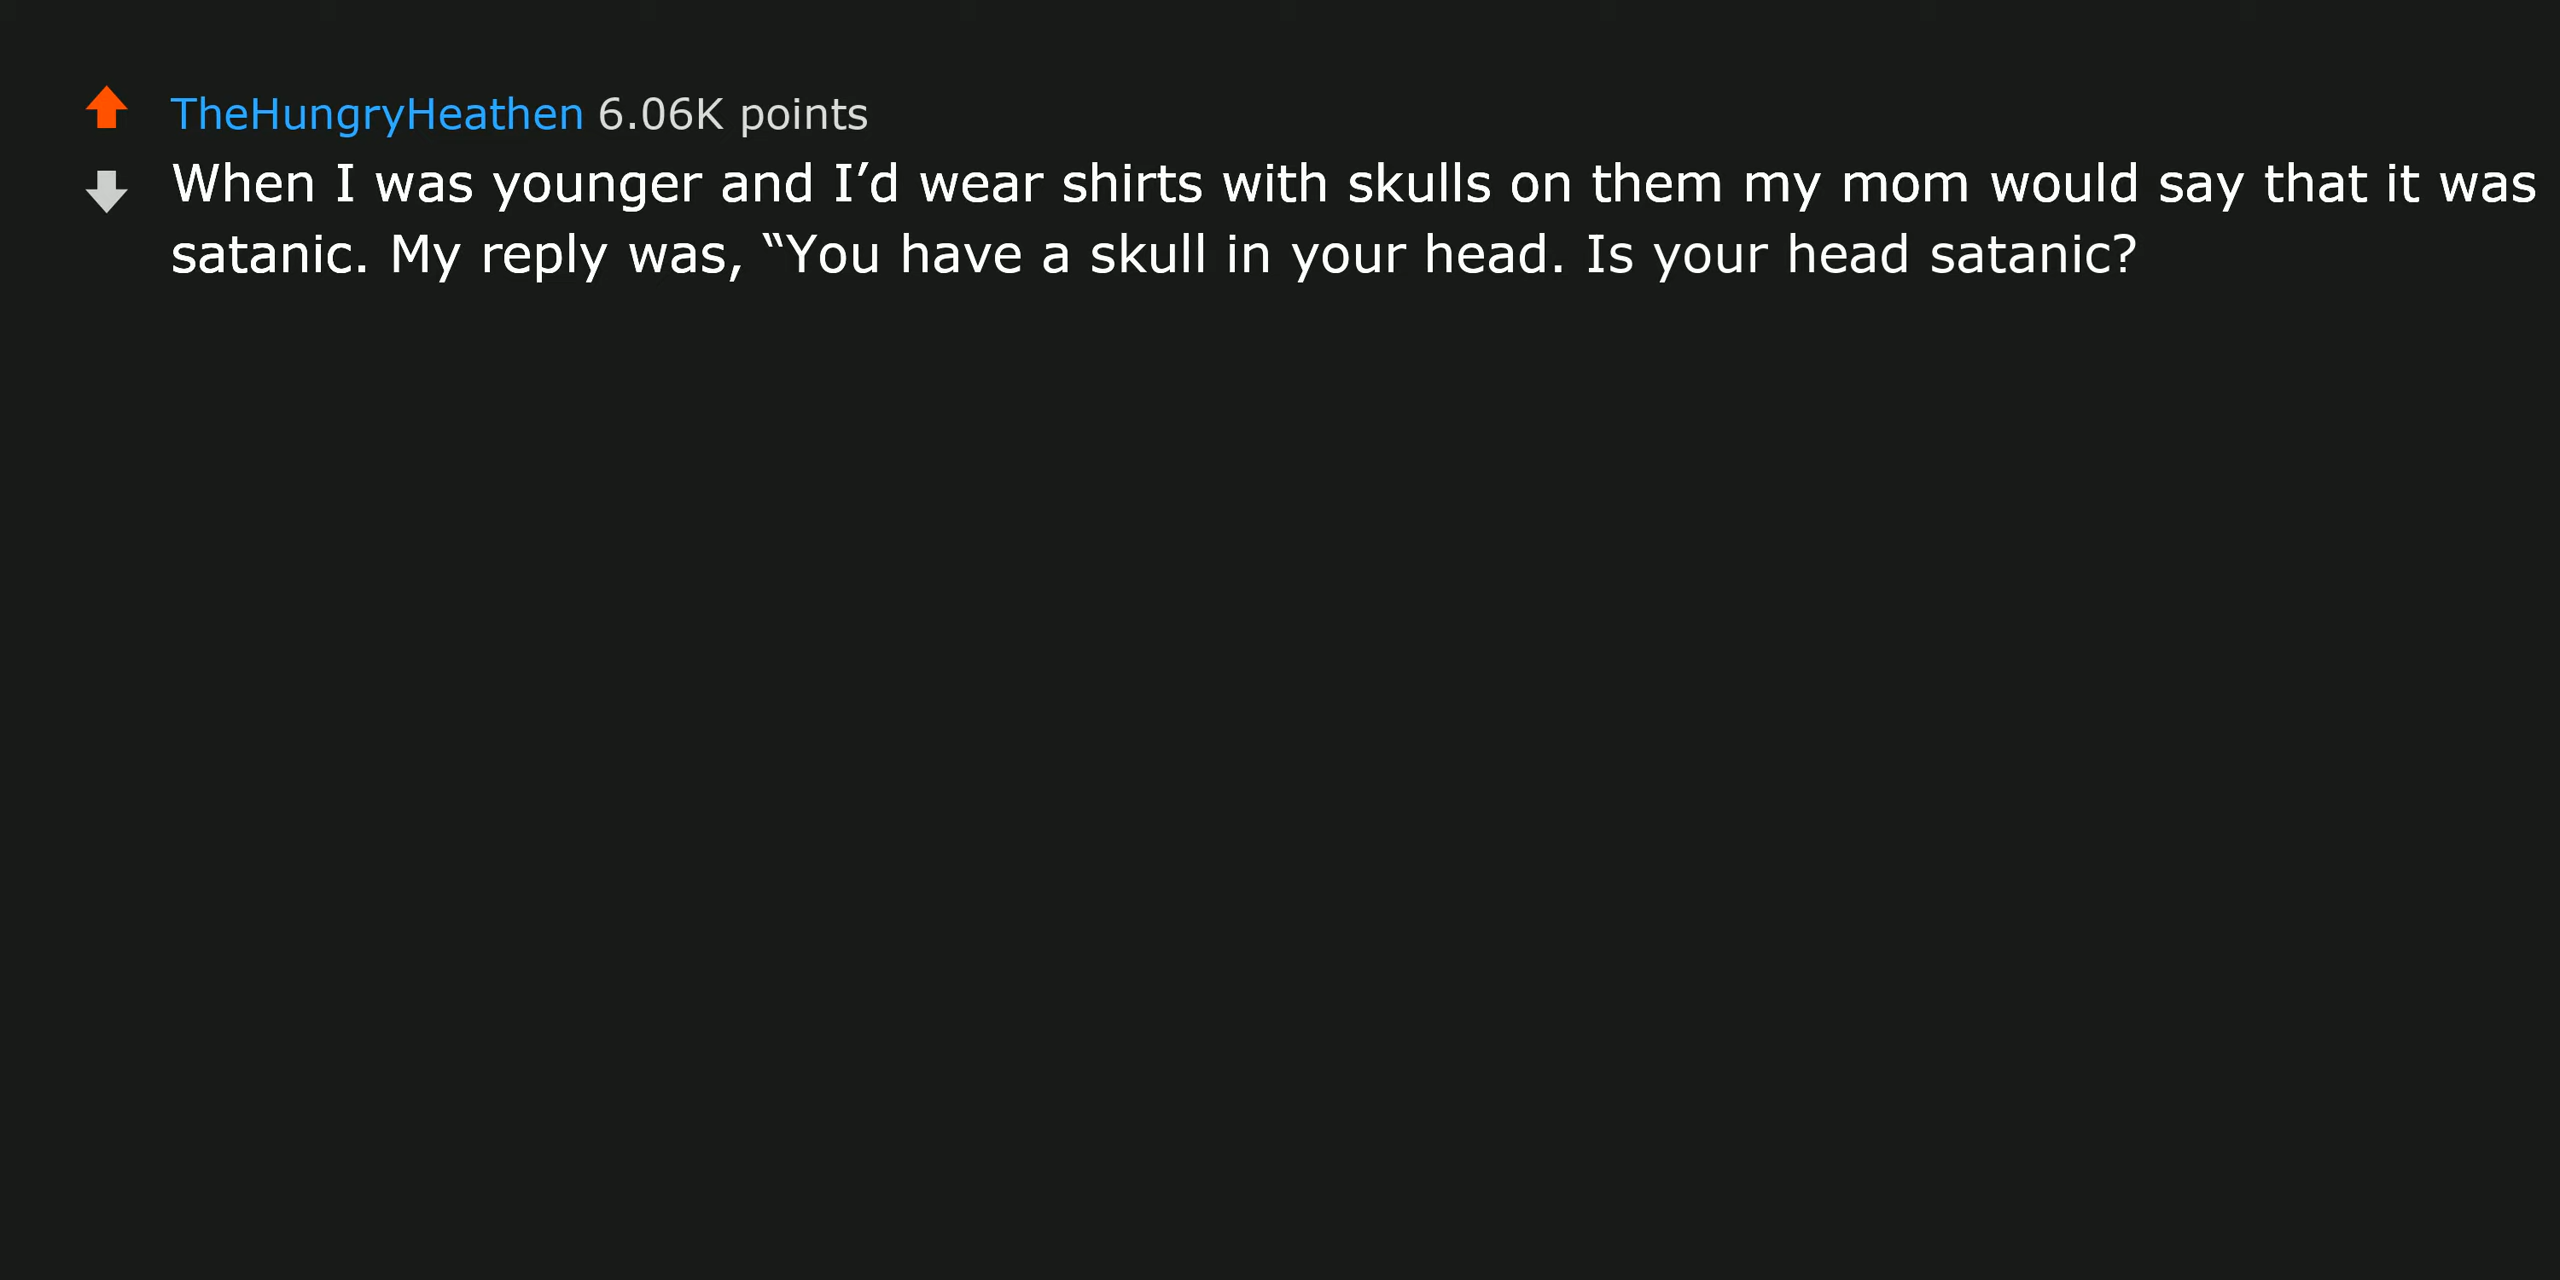 TheHungryHeathen 6.06K points
When I was younger and I’d wear shirts with skulls on them my mom would say that it was
satanic. My reply was, “You have a skull in your head. Is your head satanic?